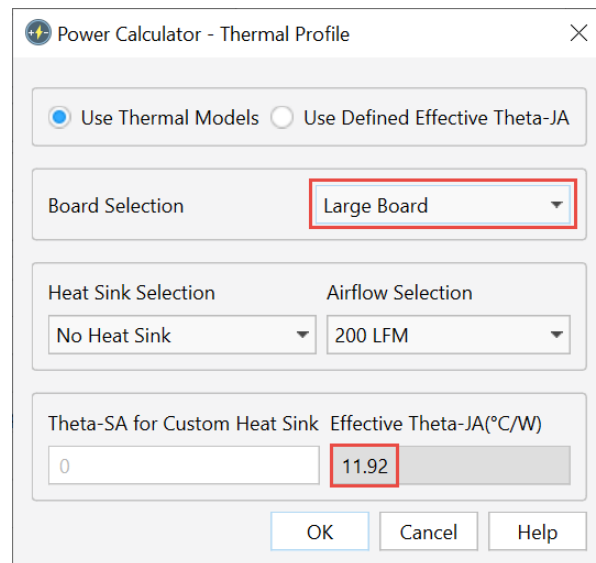 Power Calculator - Thermal Profile
Use Thermal Models Use Defined Effective Theta-JA
Board Selection Large Board
Heat Sink Selection Airflow Selection
No Heat Sink 200 LFM
Theta-SA for Custom Heat Sink Effective Theta-JA(°C/W)
0 11.92
OK Cancel Help